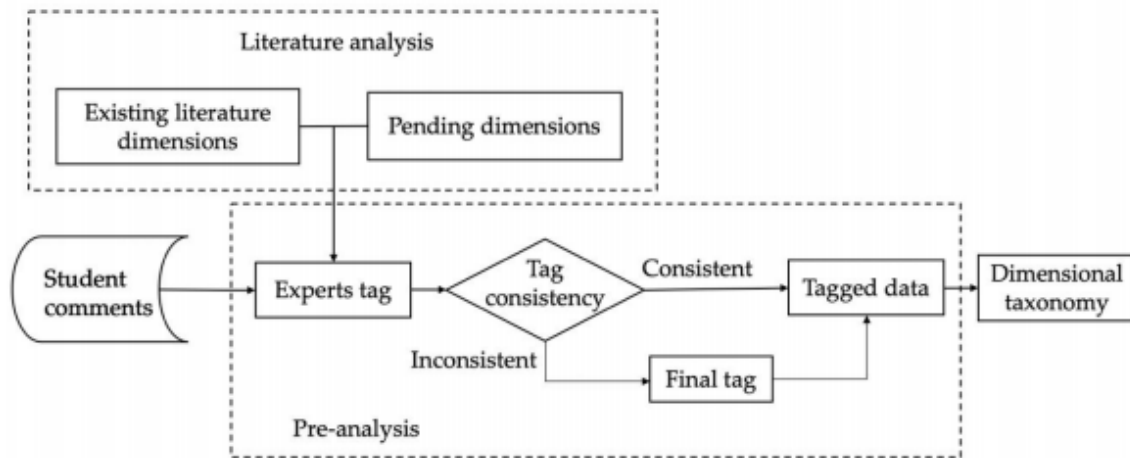 Literature analysis
Existing literature
dimensions
Pending dimensions
Student
comments
Experts tag
Tag
consistency
Consistent
Tagged data
Dimensional
taxonomy
Inconsistent
Final tag
Pre-analysis